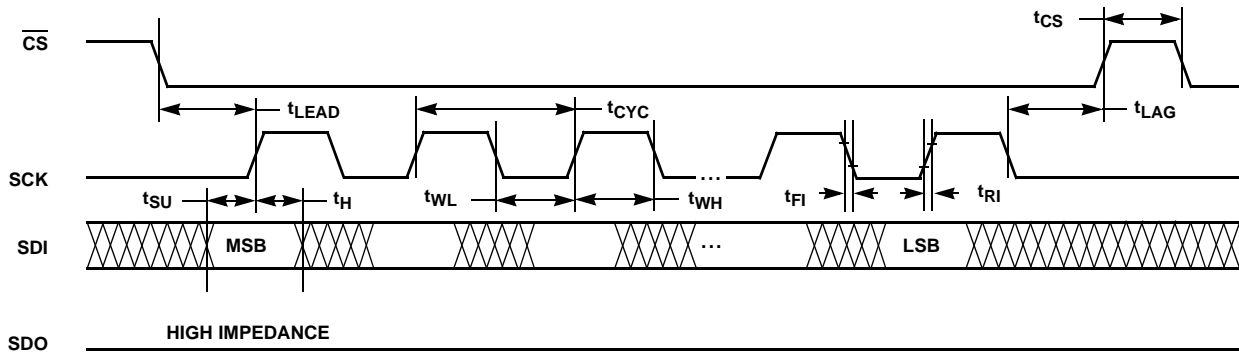 tCS
CS
tLEAD
tCYC
tLAG
SCK
tSU
tH
tWL
tWH
...
tFI
tRI
SDI
MSB
...
LSB
HIGH IMPEDANCE
SDO